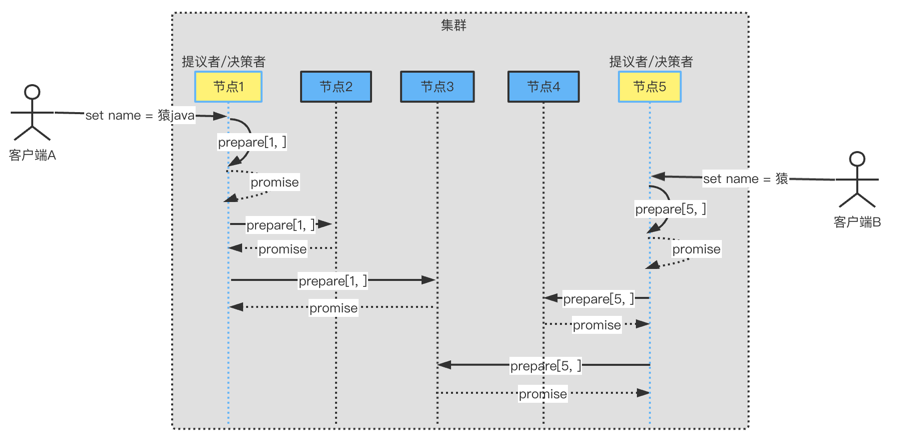 集群
提议者/决策者
提议者/决策者
节点1
节点2
节点3
节点4
节点5
set name = 猿java
客户端A
prepare[1, ]
promise
set name = 猿
客户端B
prepare[5, ]
prepare[1, ]
promise
promise
prepare[1, ]
prepare[5, ]
promise
promise
prepare[5, ]
promise